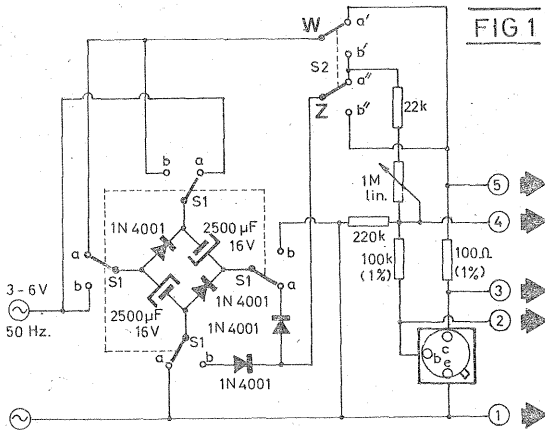 FIG 1
W
a'
b'
S2
a"
Z
b"
22k
1M
lin.
5
4
220k
100k
(1%)
100Ω
(1%)
3
2
1
b
a
S1
1N 4001
2500µF
16V
a
b
S1
S1
b
a
3-6V
50 Hz.
2500µF
16V
1N 4001
1N 4001
S1
a
b
1N 4001
c
b
e